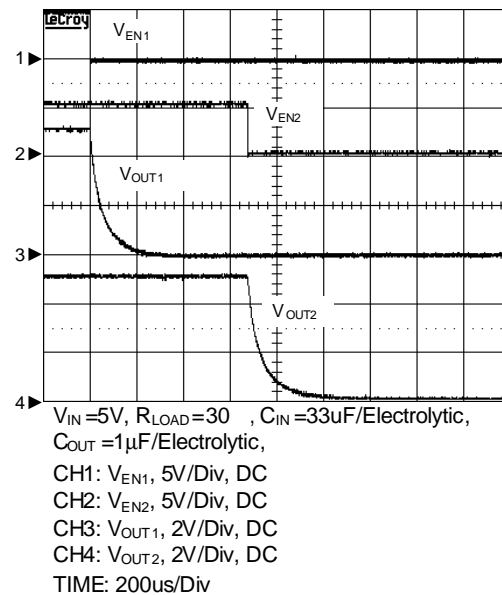 LeCroy
V_EN1
1
V_EN2
2
V_OUT1
3
V_OUT2
4
V_IN =5V, R_LOAD=30 , C_IN =33uF/Electrolytic,
C_OUT =1μF/Electrolytic,
CH1: V_EN1, 5V/Div, DC
CH2: V_EN2, 5V/Div, DC
CH3: V_OUT1, 2V/Div, DC
CH4: V_OUT2, 2V/Div, DC
TIME: 200us/Div